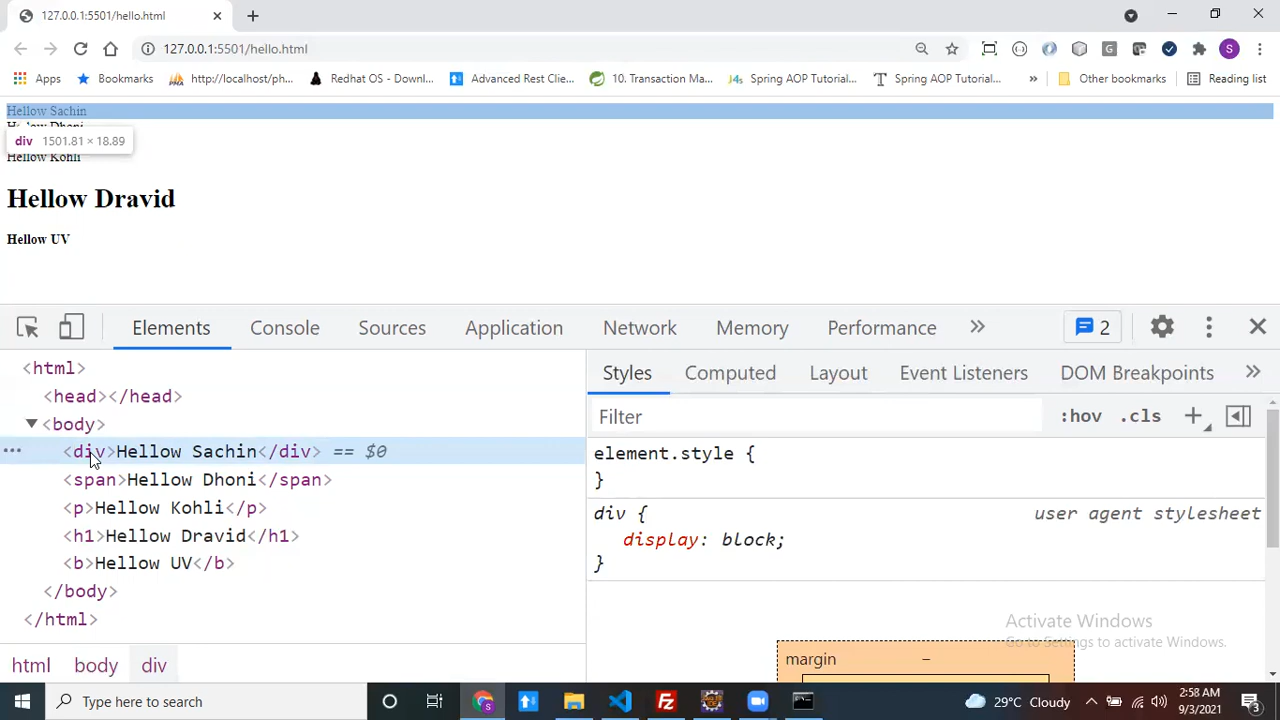 127.0.0.1:5501/hello.html
127.0.0.1:5501/hello.html
Apps Bookmarks http://localhost/ph... Redhat OS - Downl... Advanced Rest Clie... 10. Transaction Ma... Spring AOP Tutorial... Spring AOP Tutorial... » Other bookmarks Reading list
Hellow Sachin
Hellow Dhoni
div 1501.81 × 18.89
Hellow Kohli
Hellow Dravid
Hellow UV
Elements Console Sources Application Network Memory Performance » 2
<html>
<head></head>
<body>
<div>Hellow Sachin</div> == $0
<span>Hellow Dhoni</span>
<p>Hellow Kohli</p>
<h1>Hellow Dravid</h1>
<b>Hellow UV</b>
</body>
</html>
html body div
Styles Computed Layout Event Listeners DOM Breakpoints »
Filter :hov .cls
element.style {
}
div { user agent stylesheet
display: block;
}
Activate Windows
Go to Settings to activate Windows.
margin –
Type here to search
29°C Cloudy
2:58 AM
9/3/2021
3